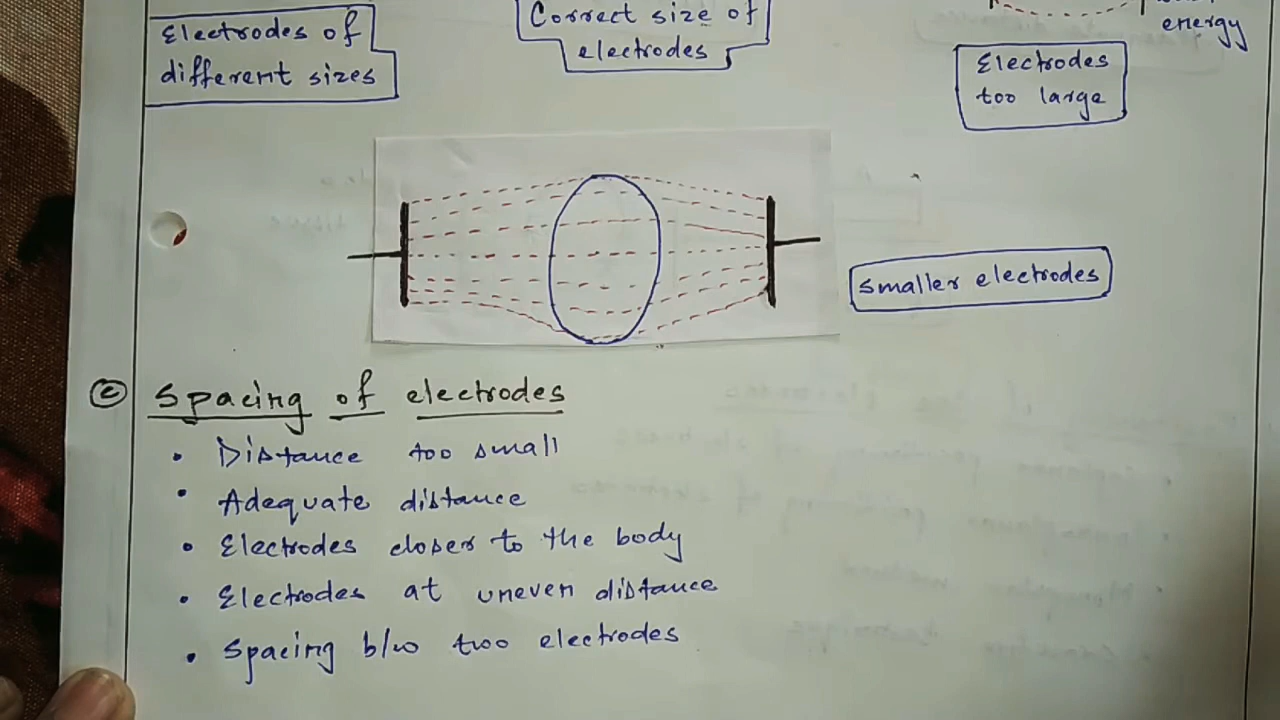 Electrodes of
different sizes
Correct size of
electrodes
energy
Electrodes
too large
Smaller electrodes
(c) Spacing of electrodes
• Distance too small
• Adequate distance
• Electrodes closer to the body
• Electrodes at uneven distance
• Spacing b/w two electrodes